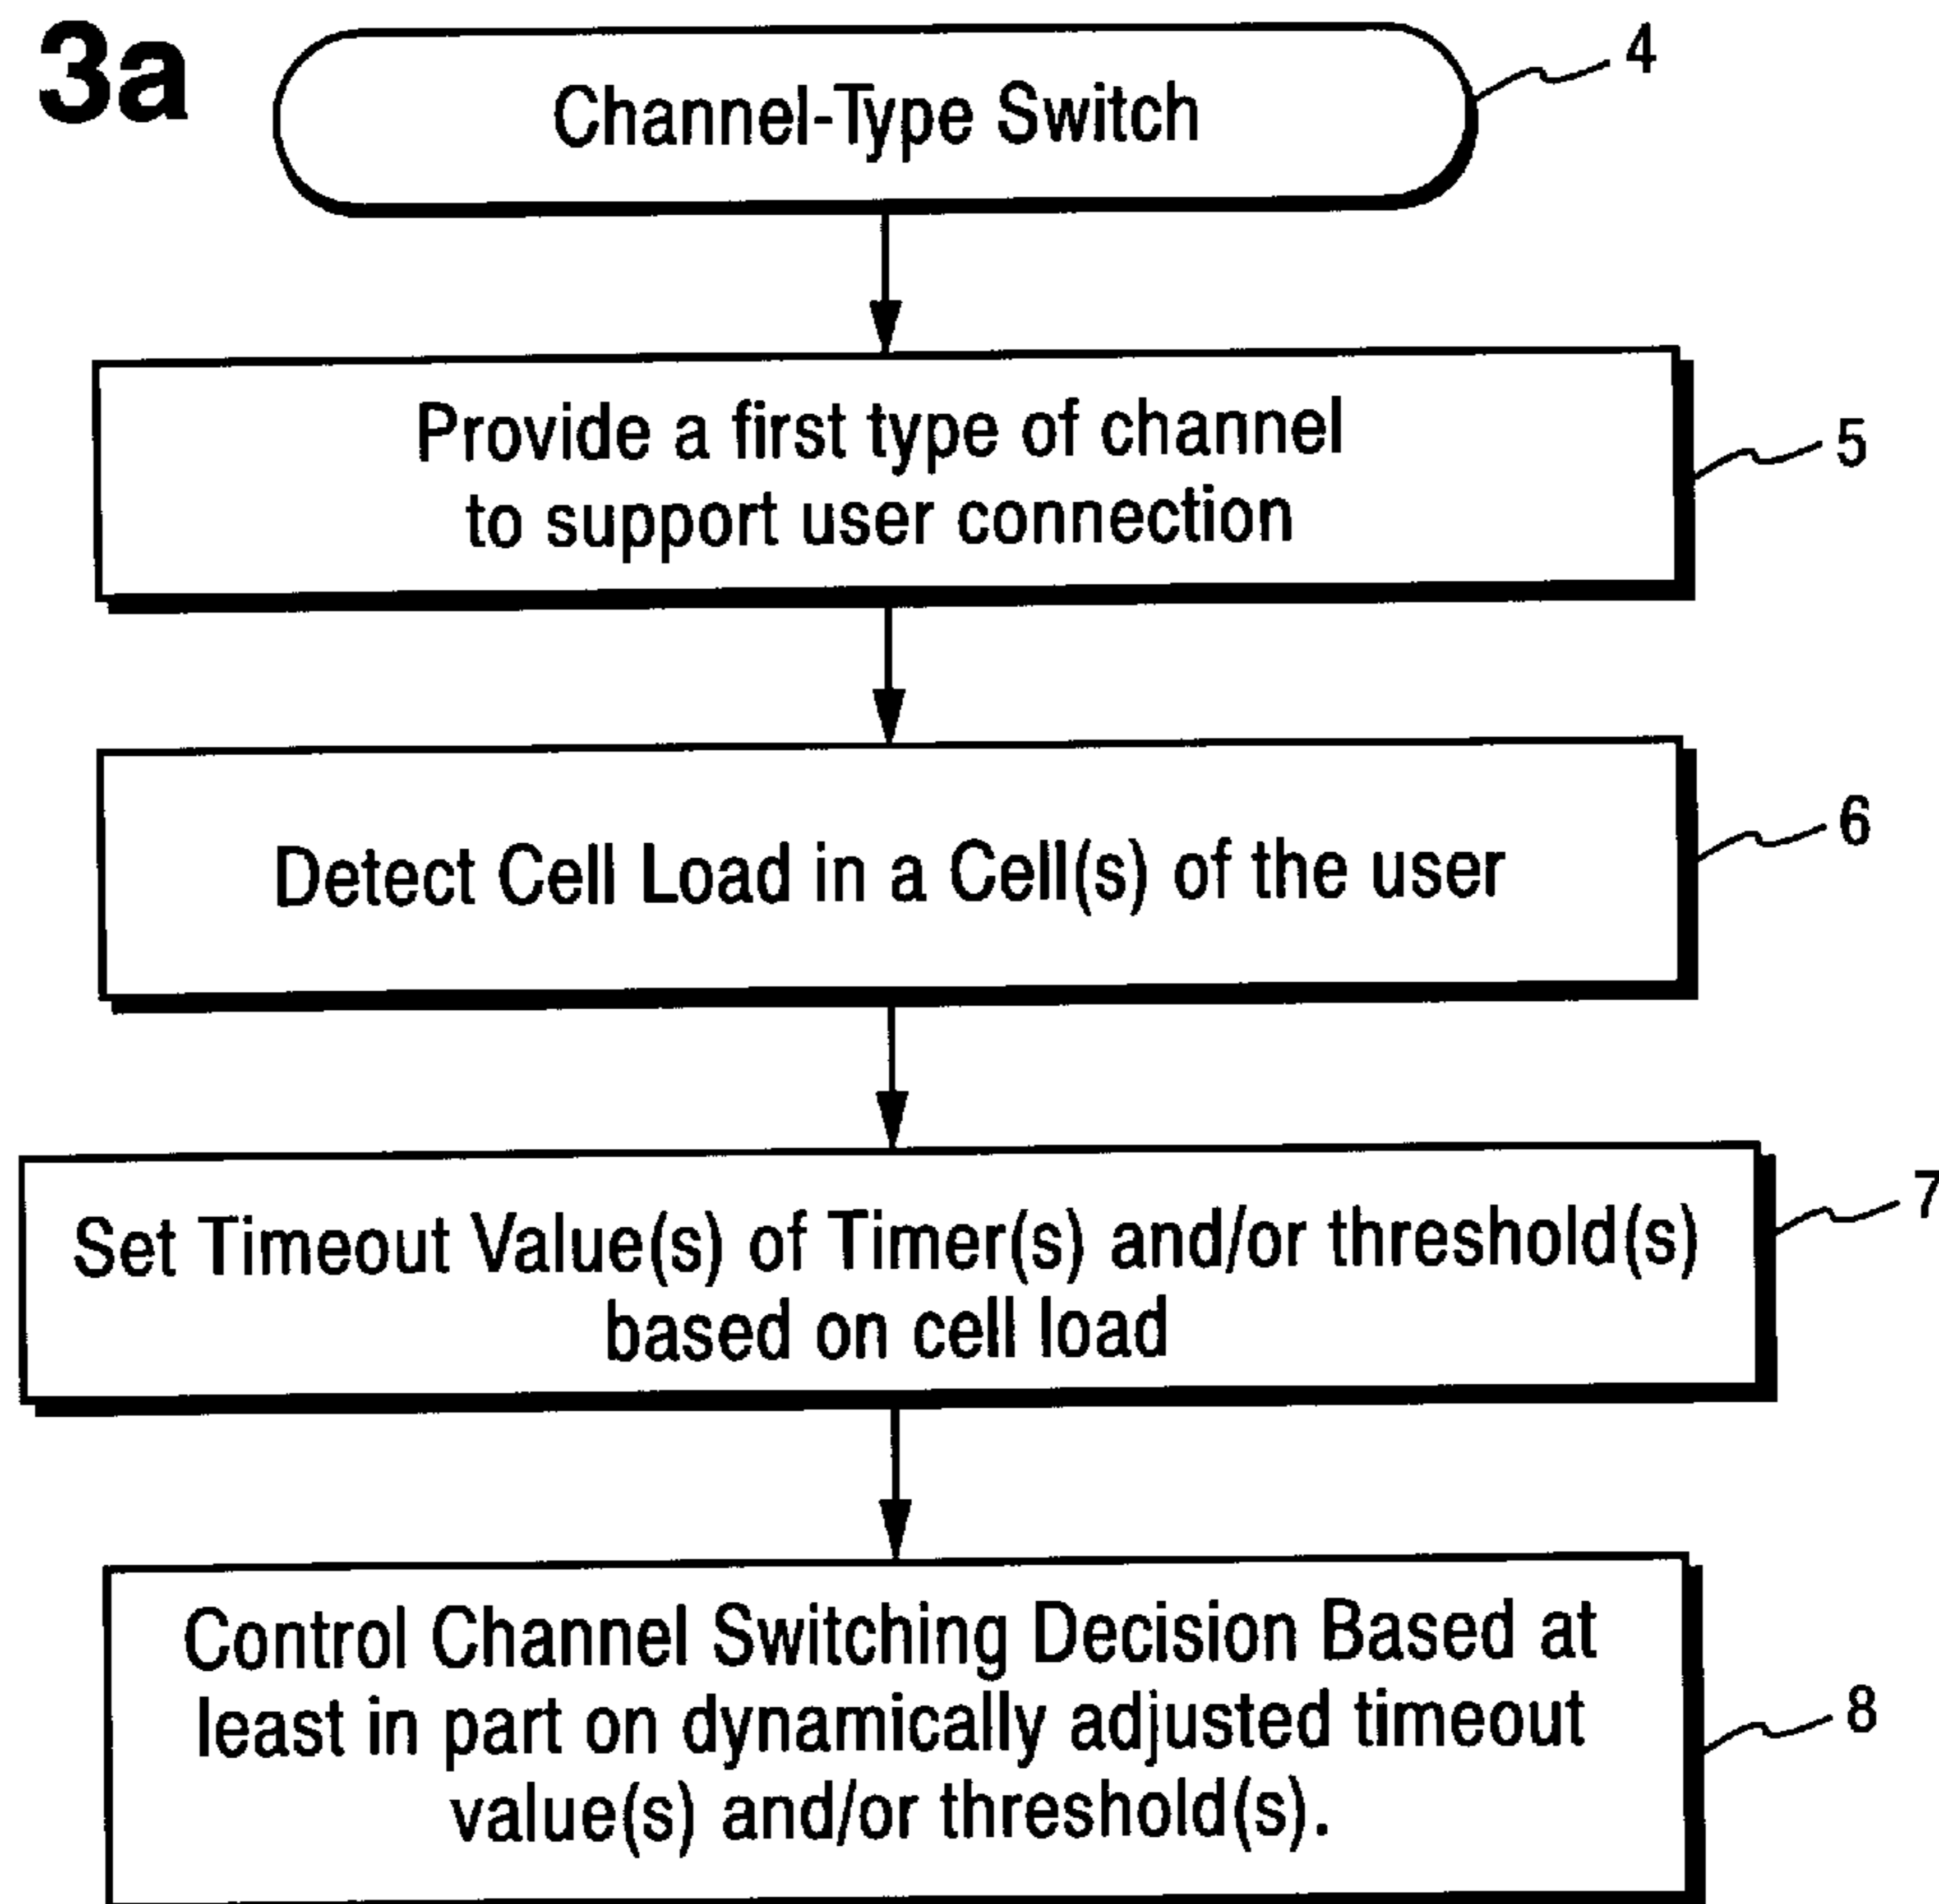 3a
Channel-Type Switch
4
Provide a first type of channel
to support user connection
5
Detect Cell Load in a Cell(s) of the user
6
Set Timeout Value(s) of Timer(s) and/or threshold(s)
based on cell load
7
Control Channel Switching Decision Based at
least in part on dynamically adjusted timeout
value(s) and/or threshold(s).
8